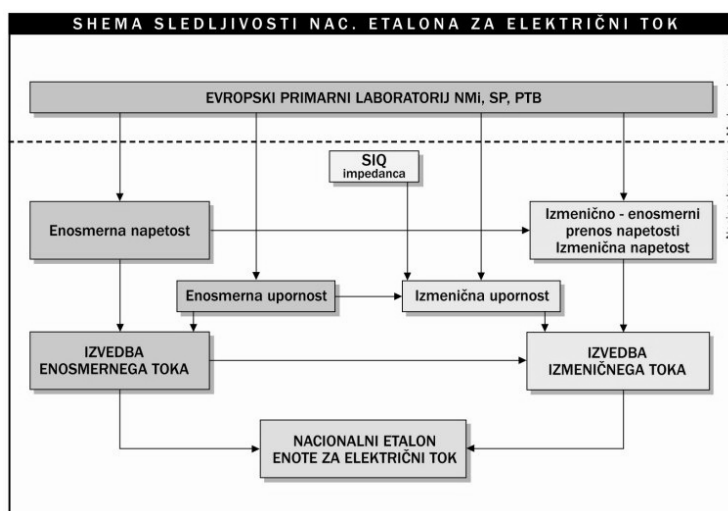 SHEMA SLEDLJIVOSTI NAC. ETALONA ZA ELEKTRIČNI TOK
EVROPSKI PRIMARNI LABORATORIJ NMi, SP, PTB
SIQ
impedanca
Enosmerna napetost
Izmenično - enosmerni
prenos napetosti
Izmenična napetost
Enosmerna upornost
Izmenična upornost
IZVEDBA
ENOSMERNEGA TOKA
IZVEDBA
IZMENIČNEGA TOKA
NACIONALNI ETALON
ENOTE ZA ELEKTRIČNI TOK